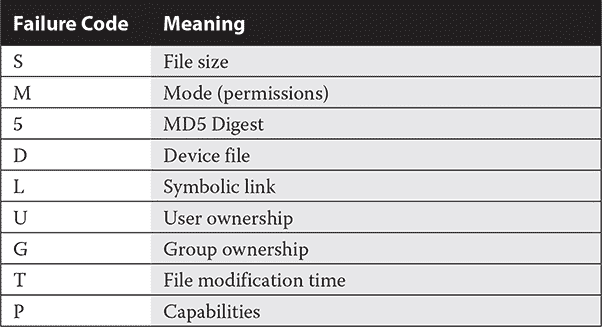 Failure Code Meaning
S File size
M Mode (permissions)
5 MD5 Digest
D Device file
L Symbolic link
U User ownership
G Group ownership
T File modification time
P Capabilities